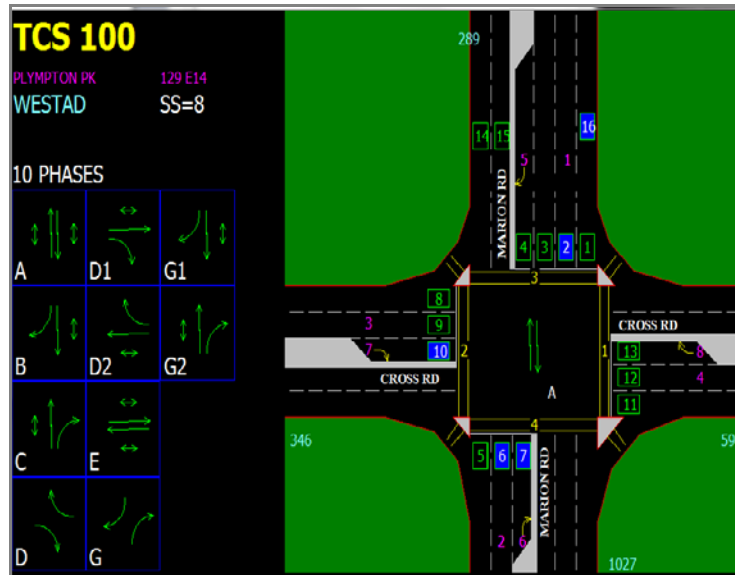 TCS 100
PLYMPTON PK 129 E14
WESTAD SS=8
10 PHASES
A D1 G1
B D2 G2
C E
D G
289
16
14 15
5 1
MARION RD
4 3 2 1
3
8
3 9
7 10
CROSS RD
2
1
A
CROSS RD
13 8
12 4
11
4
346
59
5 6 7
MARION RD
2 6
1027